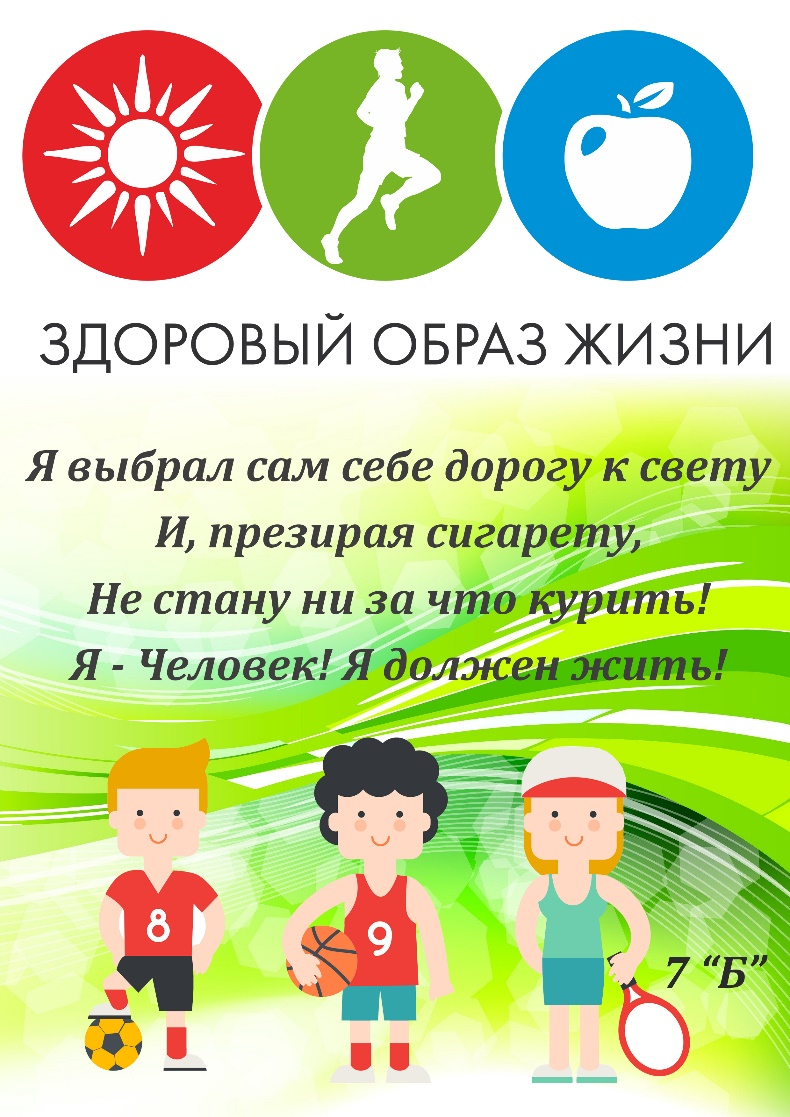 ЗДОРОВЫЙ ОБРАЗ ЖИЗНИ
Я выбрал сам себе дорогу к свету
И, презирая сигарету,
Не стану ни за что курить!
Я - Человек! Я должен жить!
8
9
7 “Б”